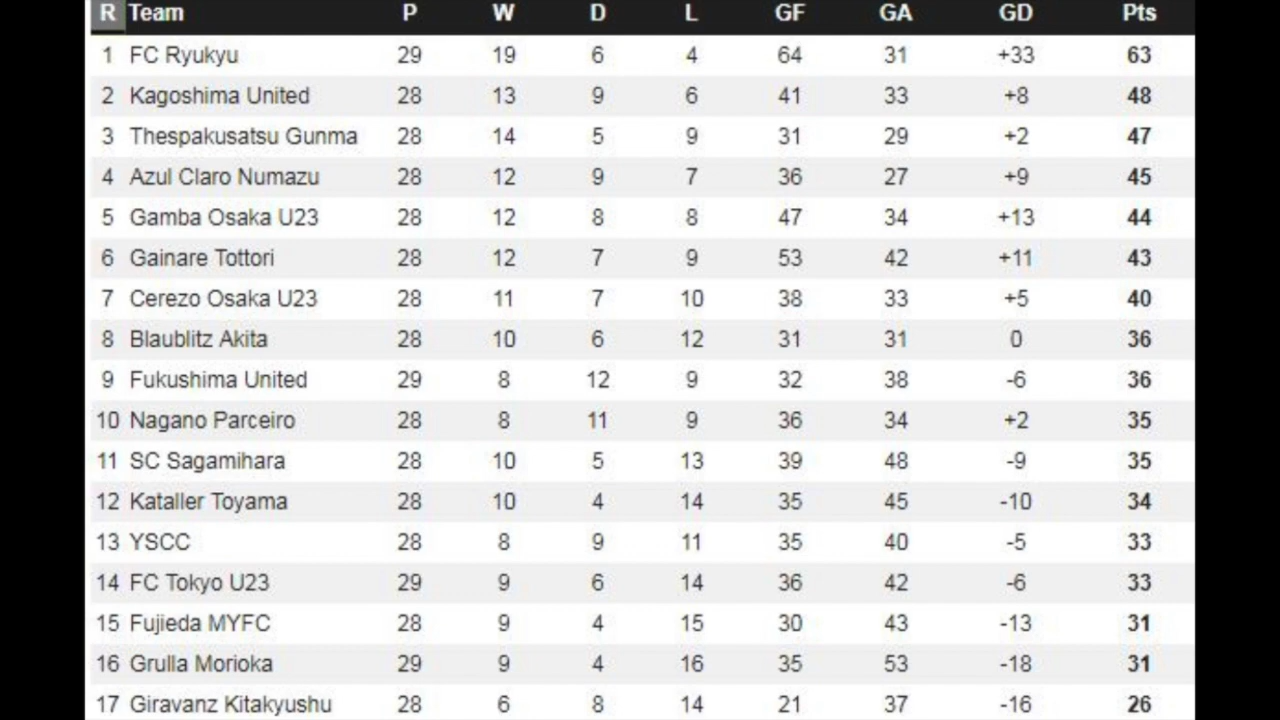 R Team P W D L GF GA GD Pts
1 FC Ryukyu 29 19 6 4 64 31 +33 63
2 Kagoshima United 28 13 9 6 41 33 +8 48
3 Thespakusatsu Gunma 28 14 5 9 31 29 +2 47
4 Azul Claro Numazu 28 12 9 7 36 27 +9 45
5 Gamba Osaka U23 28 12 8 8 47 34 +13 44
6 Gainare Tottori 28 12 7 9 53 42 +11 43
7 Cerezo Osaka U23 28 11 7 10 38 33 +5 40
8 Blaublitz Akita 28 10 6 12 31 31 0 36
9 Fukushima United 29 8 12 9 32 38 -6 36
10 Nagano Parceiro 28 8 11 9 36 34 +2 35
11 SC Sagamihara 28 10 5 13 39 48 -9 35
12 Kataller Toyama 28 10 4 14 35 45 -10 34
13 YSCC 28 8 9 11 35 40 -5 33
14 FC Tokyo U23 29 9 6 14 36 42 -6 33
15 Fujieda MYFC 28 9 4 15 30 43 -13 31
16 Grulla Morioka 29 9 4 16 35 53 -18 31
17 Giravanz Kitakyushu 28 6 8 14 21 37 -16 26